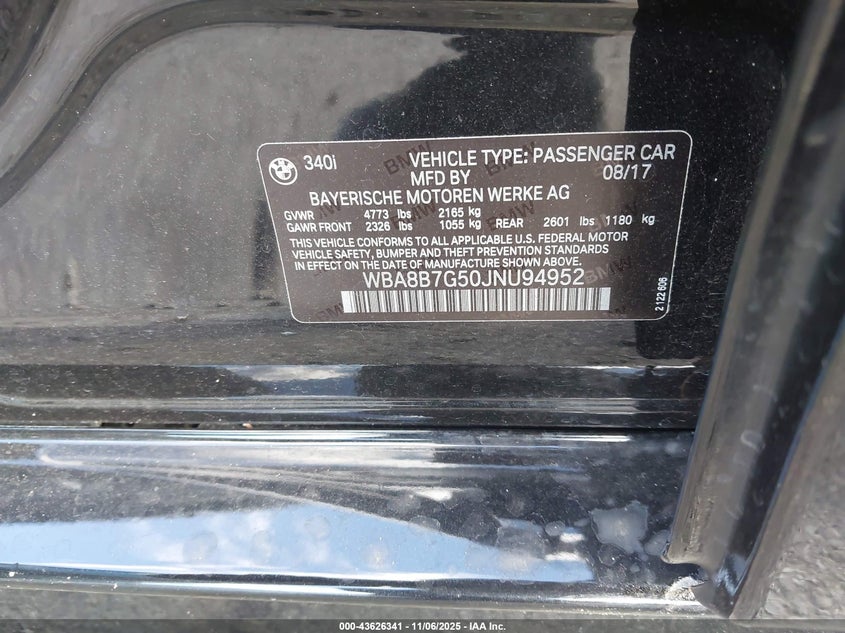 340i VEHICLE TYPE: PASSENGER CAR
MFD BY 08/17
BAYERISCHE MOTOREN WERKE AG
GVWR 4773 lbs 2165 kg
GAWR FRONT 2326 lbs 1055 kg REAR 2601 lbs 1180 kg
THIS VEHICLE CONFORMS TO ALL APPLICABLE U.S. FEDERAL MOTOR
VEHICLE SAFETY, BUMPER AND THEFT PREVENTION STANDARDS
IN EFFECT ON THE DATE OF MANUFACTURE SHOWN ABOVE.
WBA8B7G50JNU94952
2 122 606
000-43626341 - 11/06/2025 - IAA Inc.